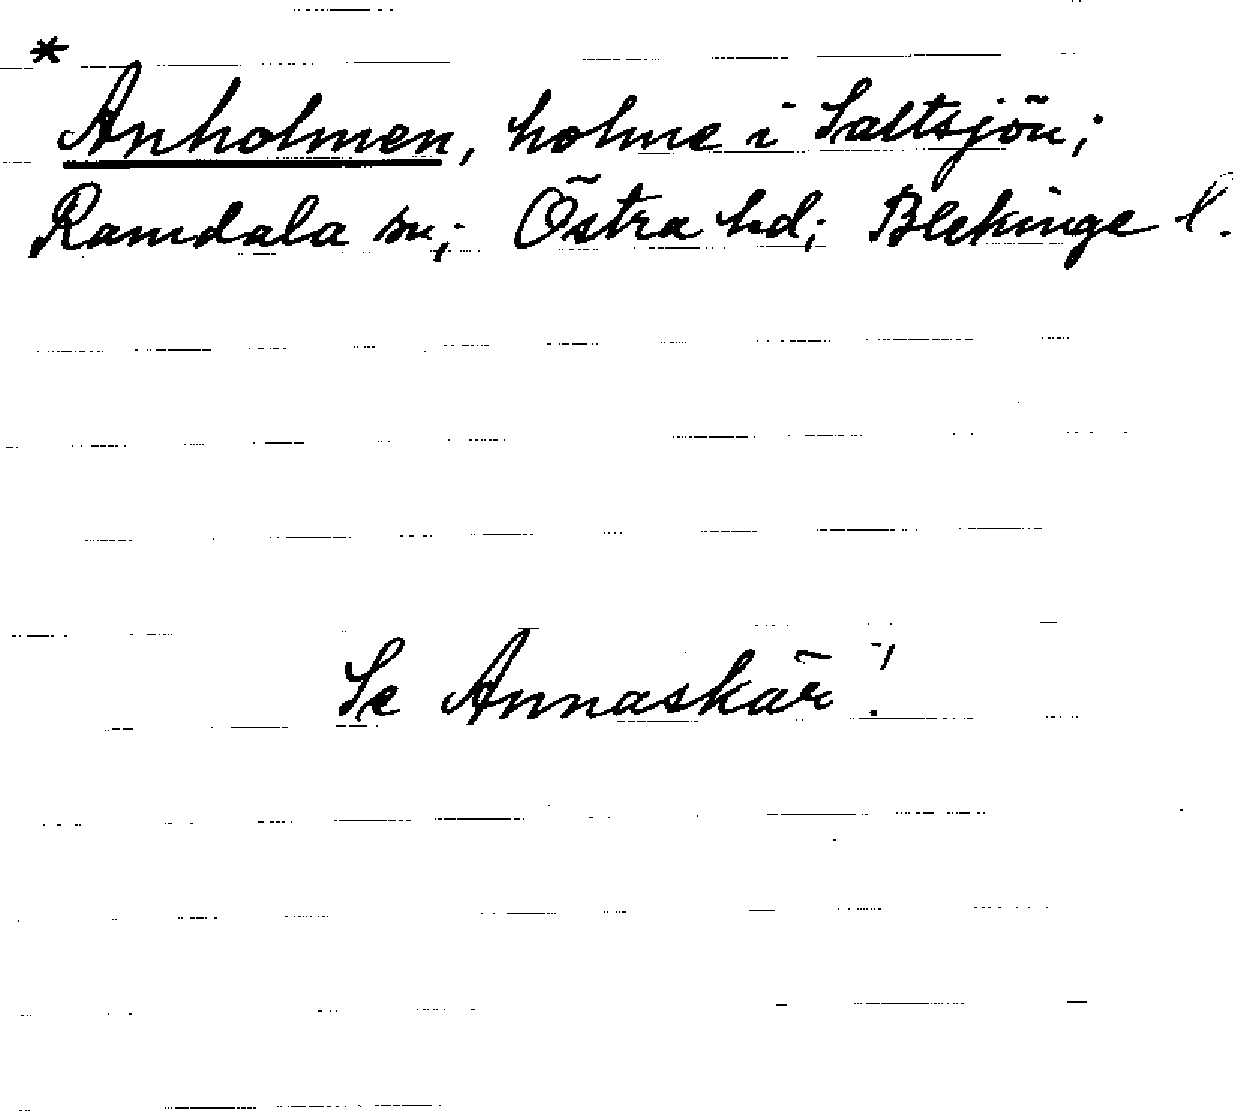 *
Anholmen, holme i Saltsjön;
Ramdala sn; Östra hd; Blekinge l.
Se Annaskär!